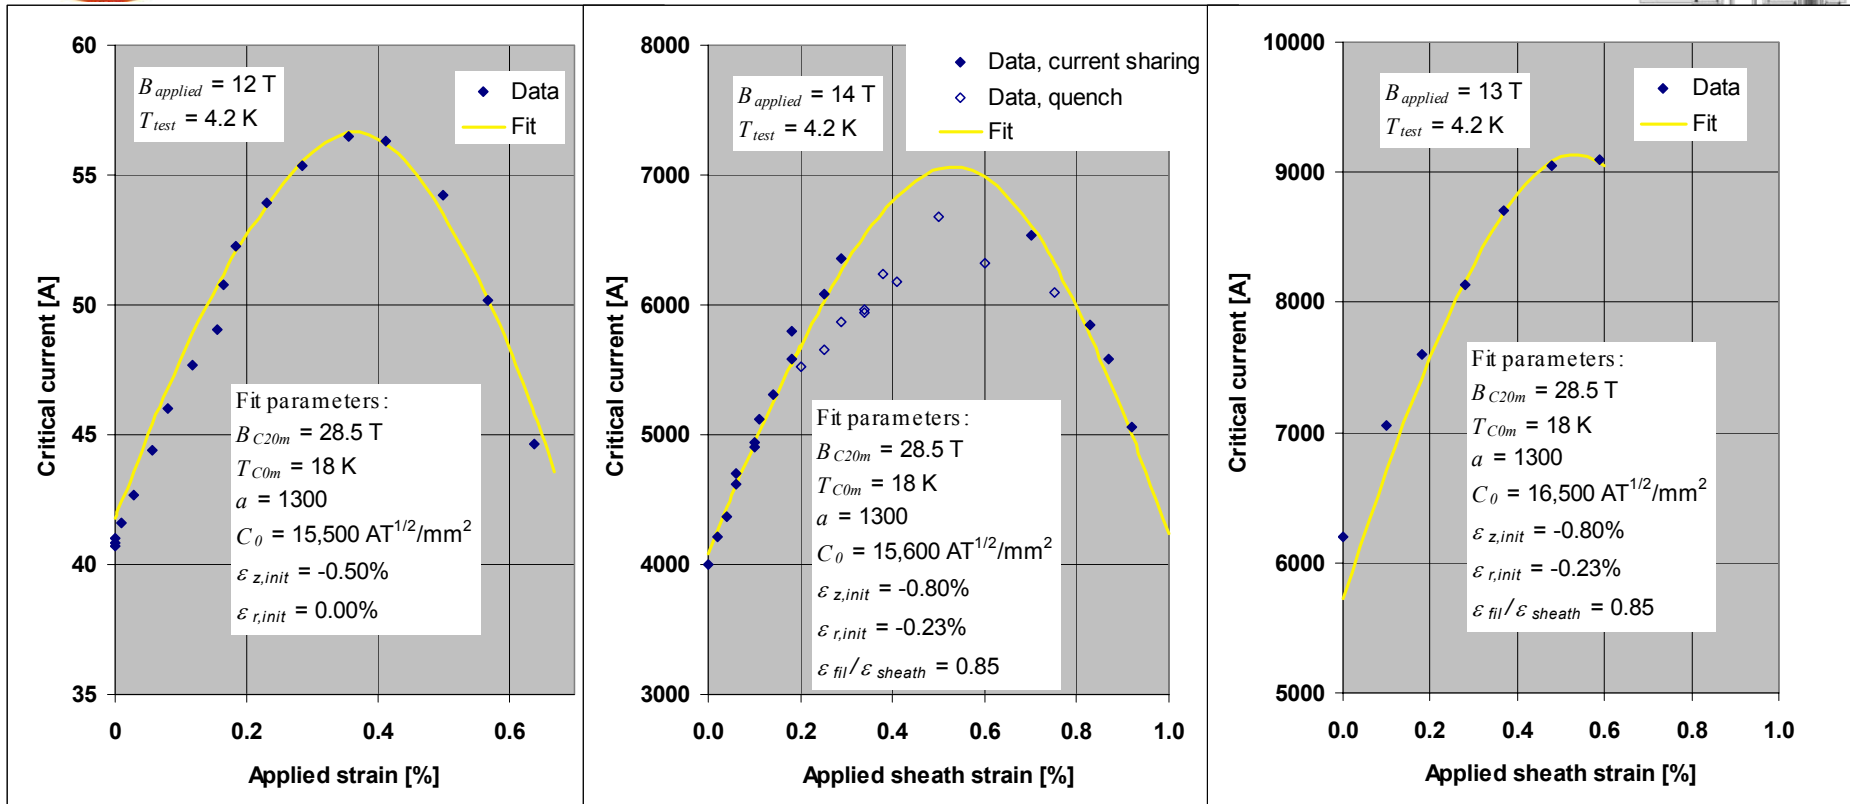 60
55
50
45
40
35
Critical current [A]
B applied = 12 T
T test = 4.2 K
Data
Fit
Fit parameters:
B C20m = 28.5 T
T C0m = 18 K
a = 1300
C 0 = 15,500 AT1/2/mm2
ε z,init = -0.50%
ε r,init = 0.00%
0 0.2 0.4 0.6
Applied strain [%]
8000
7000
6000
5000
4000
3000
Critical current [A]
B applied = 14 T
T test = 4.2 K
Data, current sharing
Data, quench
Fit
Fit parameters:
B C20m = 28.5 T
T C0m = 18 K
a = 1300
C 0 = 15,600 AT1/2/mm2
ε z,init = -0.80%
ε r,init = -0.23%
ε fil / ε sheath = 0.85
0.0 0.2 0.4 0.6 0.8 1.0
Applied sheath strain [%]
10000
9000
8000
7000
6000
5000
Critical current [A]
B applied = 13 T
T test = 4.2 K
Data
Fit
Fit parameters:
B C20m = 28.5 T
T C0m = 18 K
a = 1300
C 0 = 16,500 AT1/2/mm2
ε z,init = -0.80%
ε r,init = -0.23%
ε fil / ε sheath = 0.85
0.0 0.2 0.4 0.6 0.8 1.0
Applied sheath strain [%]